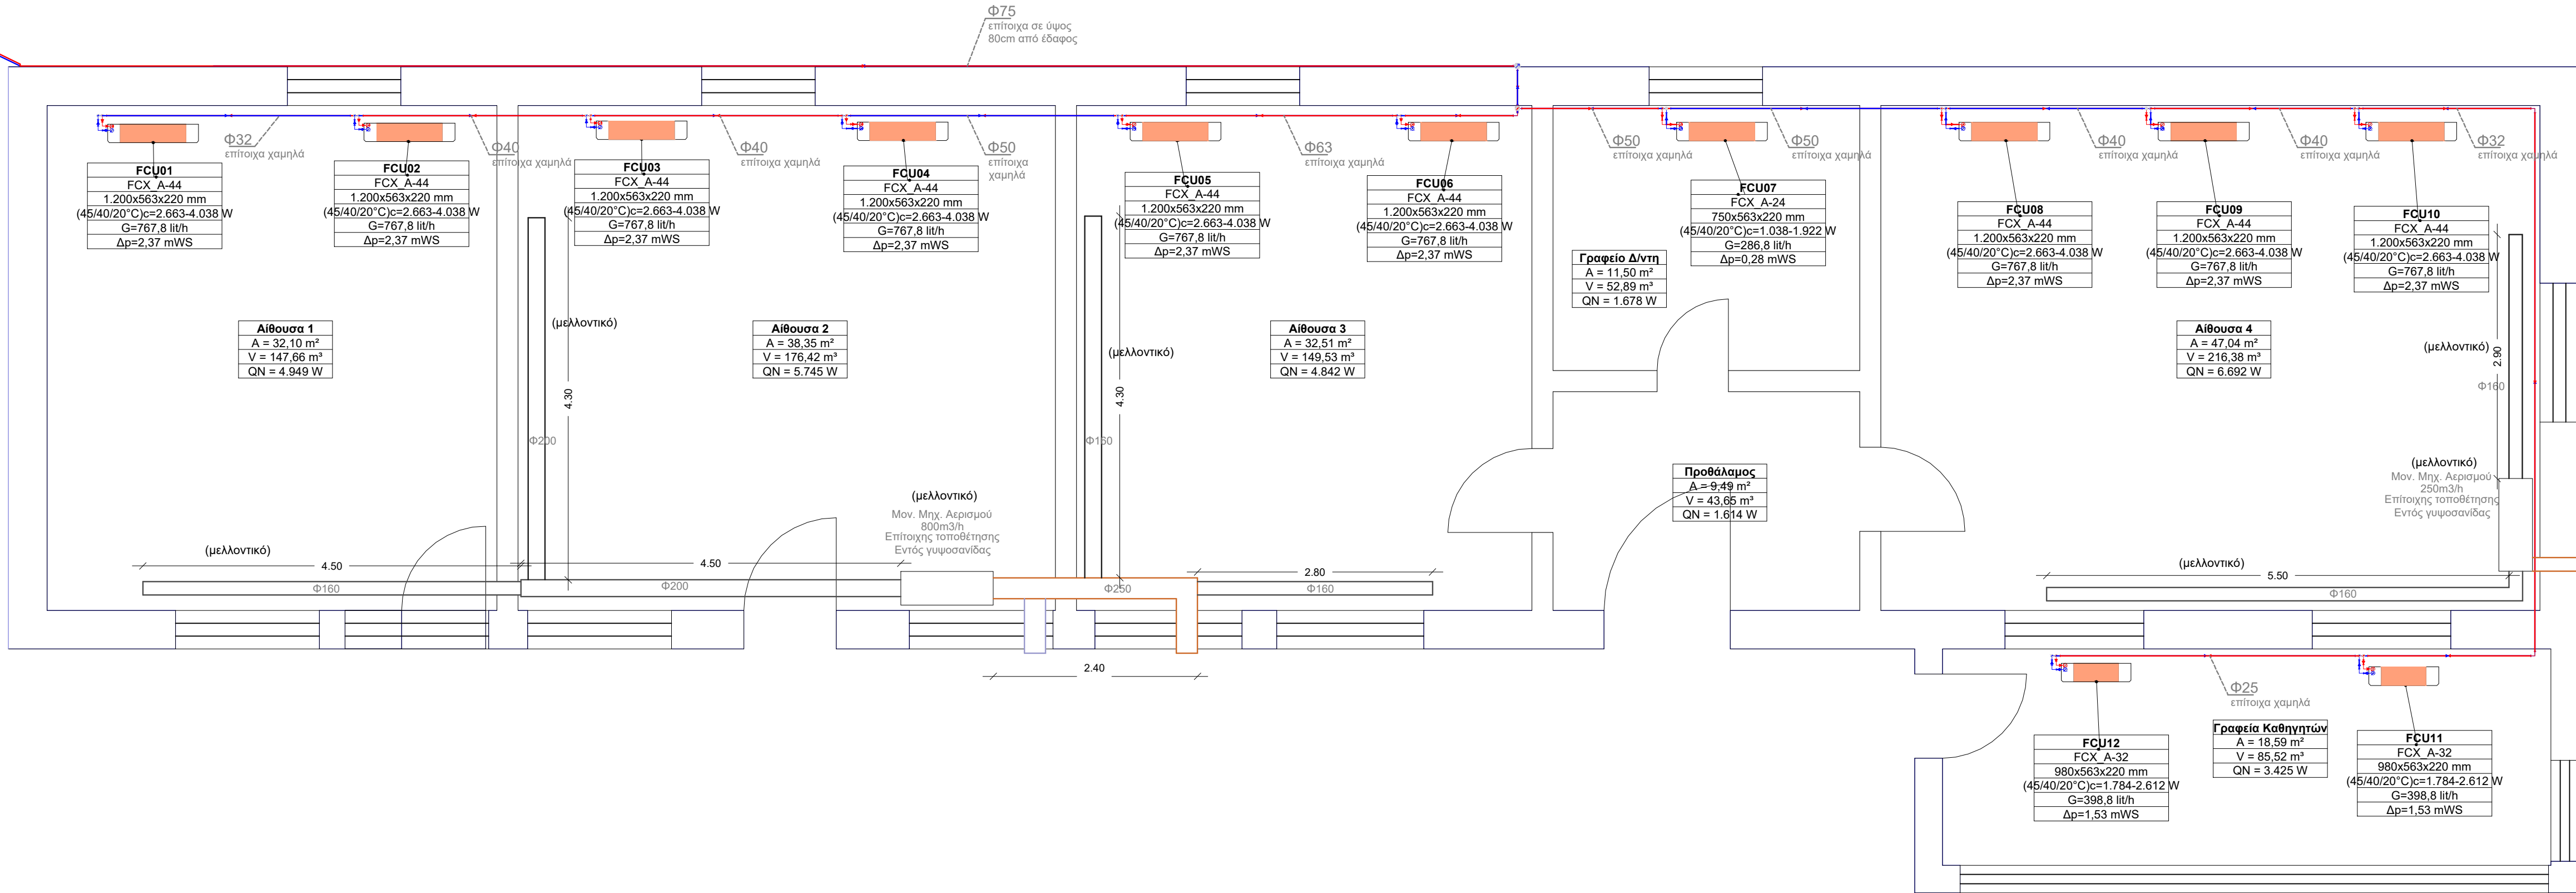 Φ75
επίτοιχα σε ύψος
80cm από έδαφος
Φ32
επίτοιχα χαμηλά
Φ40
επίτοιχα χαμηλά
Φ40
επίτοιχα χαμηλά
Φ50
επίτοιχα
χαμηλά
Φ63
επίτοιχα χαμηλά
Φ50
επίτοιχα χαμηλά
Φ50
επίτοιχα χαμηλά
Φ40
επίτοιχα χαμηλά
Φ40
επίτοιχα χαμηλά
Φ32
επίτοιχα χαμηλά
FCU01
FCX_A-44
1.200x563x220 mm
(45/40/20°C)c=2.663-4.038 W
G=767,8 lit/h
Δp=2,37 mWS
FCU02
FCX_A-44
1.200x563x220 mm
(45/40/20°C)c=2.663-4.038 W
G=767,8 lit/h
Δp=2,37 mWS
FCU03
FCX_A-44
1.200x563x220 mm
(45/40/20°C)c=2.663-4.038 W
G=767,8 lit/h
Δp=2,37 mWS
FCU04
FCX_A-44
1.200x563x220 mm
(45/40/20°C)c=2.663-4.038 W
G=767,8 lit/h
Δp=2,37 mWS
FCU05
FCX_A-44
1.200x563x220 mm
(45/40/20°C)c=2.663-4.038 W
G=767,8 lit/h
Δp=2,37 mWS
FCU06
FCX_A-44
1.200x563x220 mm
(45/40/20°C)c=2.663-4.038 W
G=767,8 lit/h
Δp=2,37 mWS
FCU07
FCX_A-24
750x563x220 mm
(45/40/20°C)c=1.038-1.922 W
G=286,8 lit/h
Δp=0,28 mWS
FCU08
FCX_A-44
1.200x563x220 mm
(45/40/20°C)c=2.663-4.038 W
G=767,8 lit/h
Δp=2,37 mWS
FCU09
FCX_A-44
1.200x563x220 mm
(45/40/20°C)c=2.663-4.038 W
G=767,8 lit/h
Δp=2,37 mWS
FCU10
FCX_A-44
1.200x563x220 mm
(45/40/20°C)c=2.663-4.038 W
G=767,8 lit/h
Δp=2,37 mWS
Γραφείο Δ/ντη
A = 11,50 m²
V = 52,89 m³
QN = 1.678 W
Αίθουσα 1
A = 32,10 m²
V = 147,66 m³
QN = 4.949 W
(μελλοντικό)
4.30
Φ200
Αίθουσα 2
A = 38,35 m²
V = 176,42 m³
QN = 5.745 W
(μελλοντικό)
4.30
Φ160
Αίθουσα 3
A = 32,51 m²
V = 149,53 m³
QN = 4.842 W
Αίθουσα 4
A = 47,04 m²
V = 216,38 m³
QN = 6.692 W
(μελλοντικό)
2.90
Φ160
Προθάλαμος
A = 9,49 m²
V = 43,65 m³
QN = 1.614 W
(μελλοντικό)
Μον. Μηχ. Αερισμού
250m3/h
Επίτοιχης τοποθέτησης
Εντός γυψοσανίδας
(μελλοντικό)
Μον. Μηχ. Αερισμού
800m3/h
Επίτοιχης τοποθέτησης
Εντός γυψοσανίδας
(μελλοντικό)
4.50
Φ160
4.50
Φ200
Φ250
2.80
Φ160
(μελλοντικό)
5.50
Φ160
2.40
Φ25
επίτοιχα χαμηλά
Γραφεία Καθηγητών
A = 18,59 m²
V = 85,52 m³
QN = 3.425 W
FCU12
FCX_A-32
980x563x220 mm
(45/40/20°C)c=1.784-2.612 W
G=398,8 lit/h
Δp=1,53 mWS
FCU11
FCX_A-32
980x563x220 mm
(45/40/20°C)c=1.784-2.612 W
G=398,8 lit/h
Δp=1,53 mWS